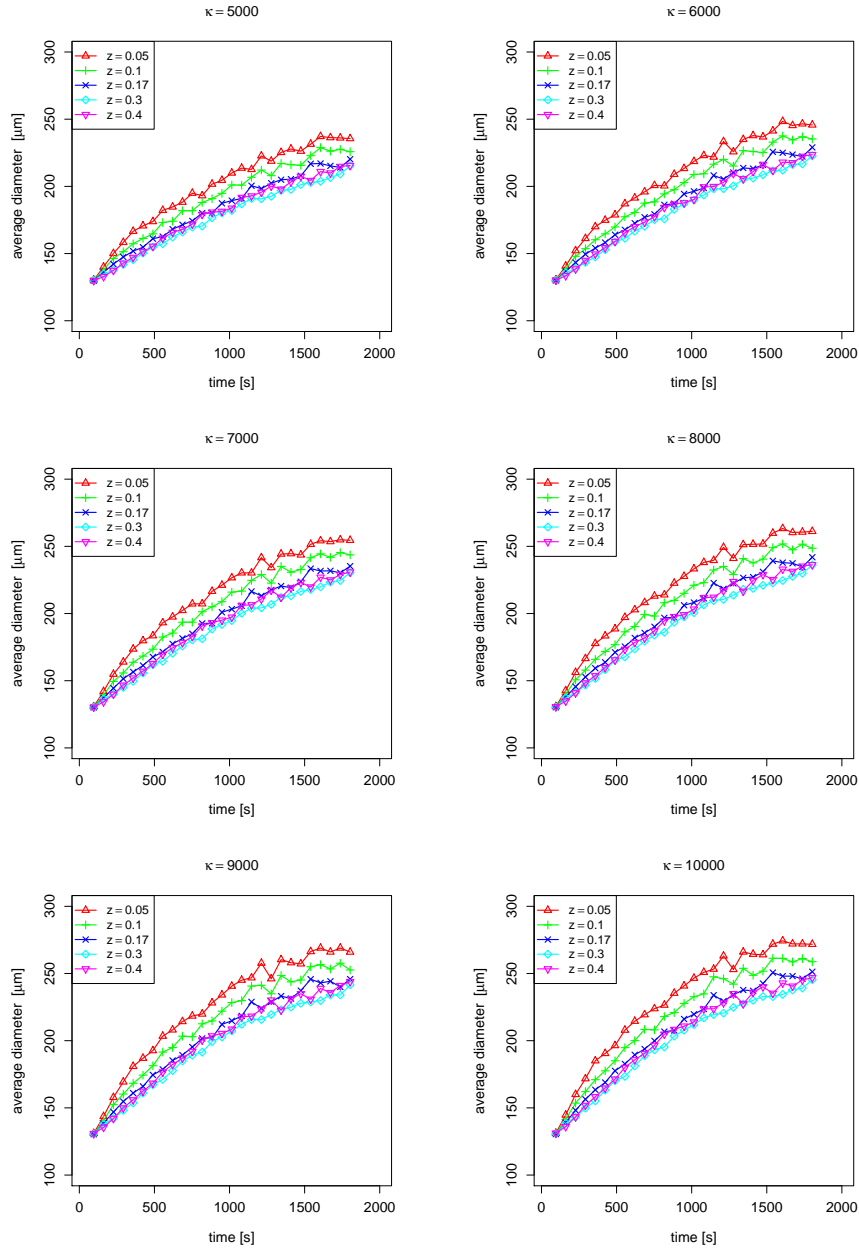 κ = 5000
z = 0.05
z = 0.1
z = 0.17
z = 0.3
z = 0.4
300
250
200
150
100
average diameter [µm]
0 500 1000 1500 2000
time [s]
κ = 6000
z = 0.05
z = 0.1
z = 0.17
z = 0.3
z = 0.4
300
250
200
150
100
average diameter [µm]
0 500 1000 1500 2000
time [s]
κ = 7000
z = 0.05
z = 0.1
z = 0.17
z = 0.3
z = 0.4
300
250
200
150
100
average diameter [µm]
0 500 1000 1500 2000
time [s]
κ = 8000
z = 0.05
z = 0.1
z = 0.17
z = 0.3
z = 0.4
300
250
200
150
100
average diameter [µm]
0 500 1000 1500 2000
time [s]
κ = 9000
z = 0.05
z = 0.1
z = 0.17
z = 0.3
z = 0.4
300
250
200
150
100
average diameter [µm]
0 500 1000 1500 2000
time [s]
κ = 10000
z = 0.05
z = 0.1
z = 0.17
z = 0.3
z = 0.4
300
250
200
150
100
average diameter [µm]
0 500 1000 1500 2000
time [s]